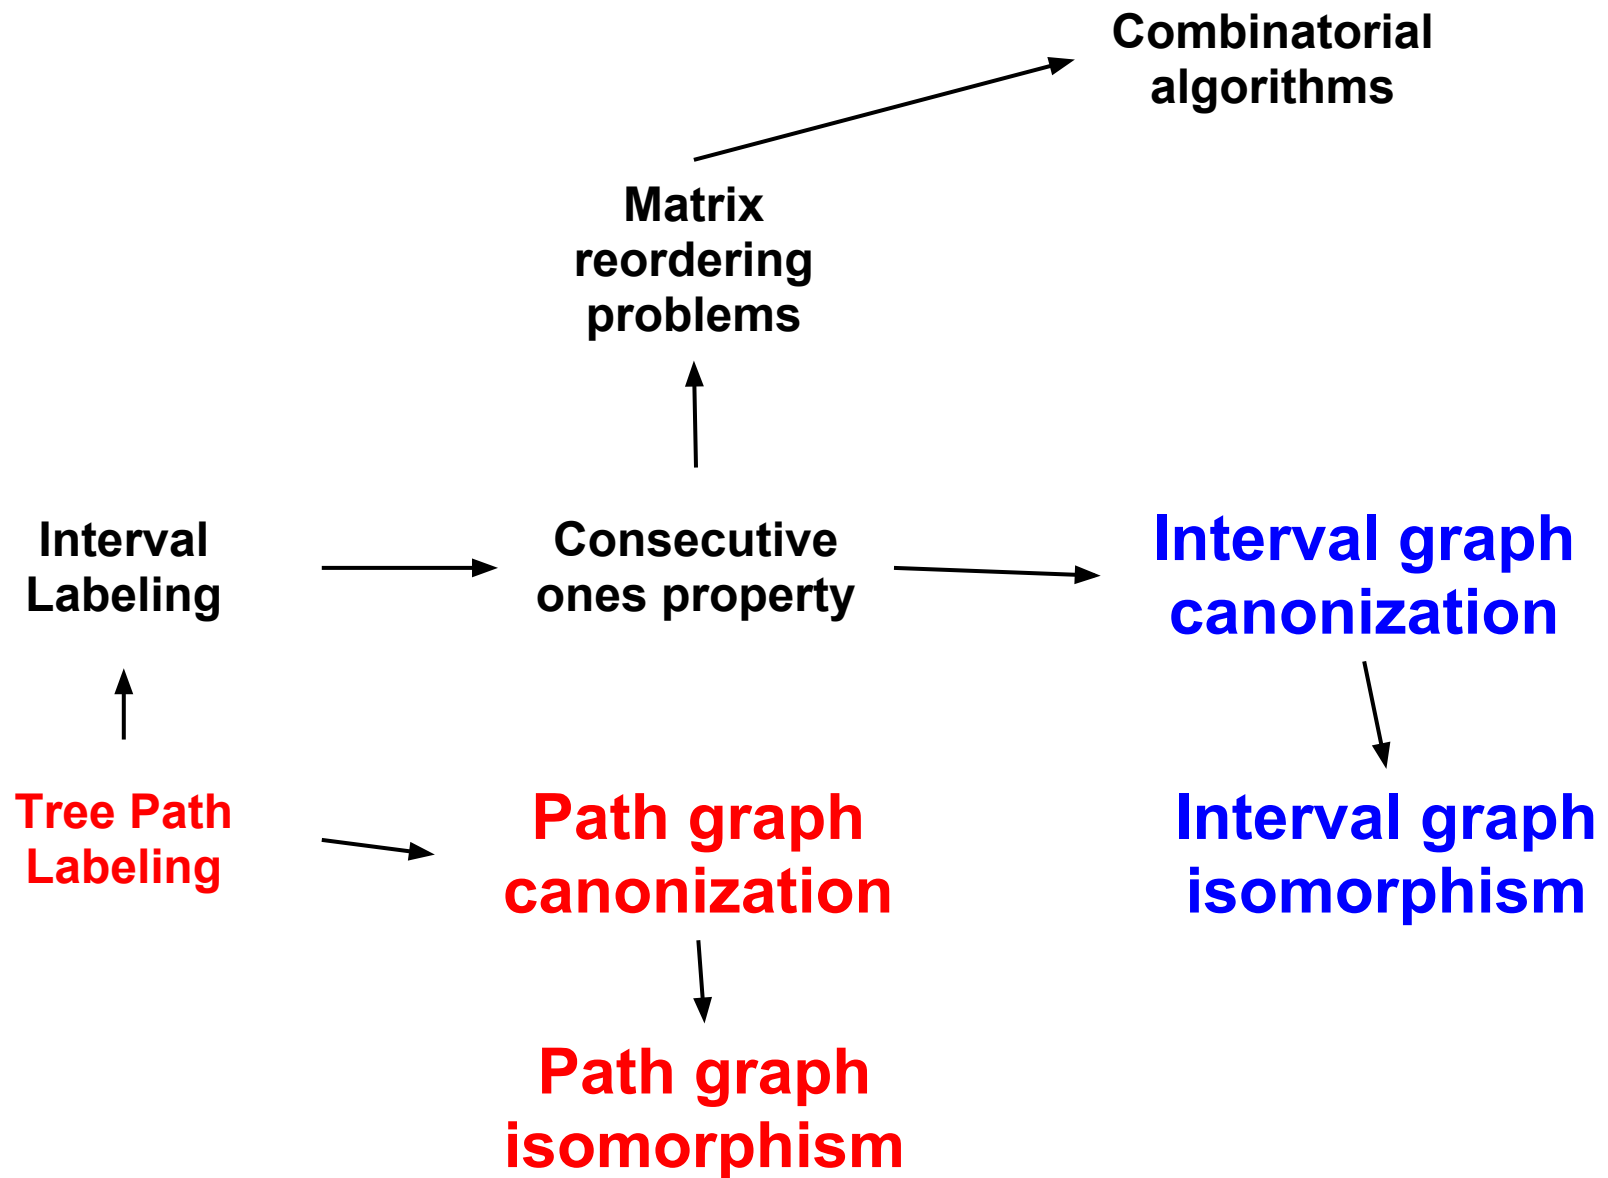 Combinatorial
algorithms
Matrix
reordering
problems
Interval
Labeling
Consecutive
ones property
Interval graph
canonization
Tree Path
Labeling
Path graph
canonization
Interval graph
isomorphism
Path graph
isomorphism